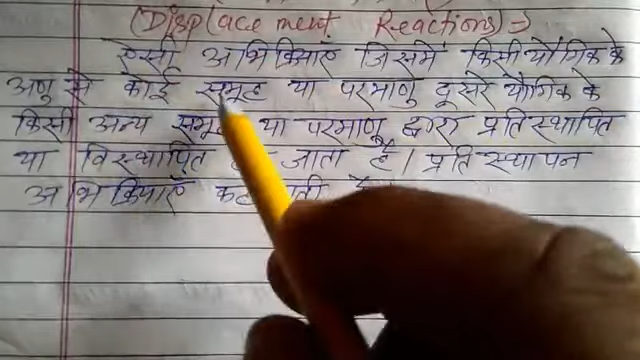 (Displacement Reactions) ⇒
ऐसी अभिक्रियाएँ जिसमें किसी यौगिक के
अणु से कोई समूह या परमाणु दूसरे यौगिक के
किसी अन्य समूह या परमाणु द्वारा प्रतिस्थापित
या विस्थापित जाता है। प्रतिस्थापन
अभिक्रियाएँ